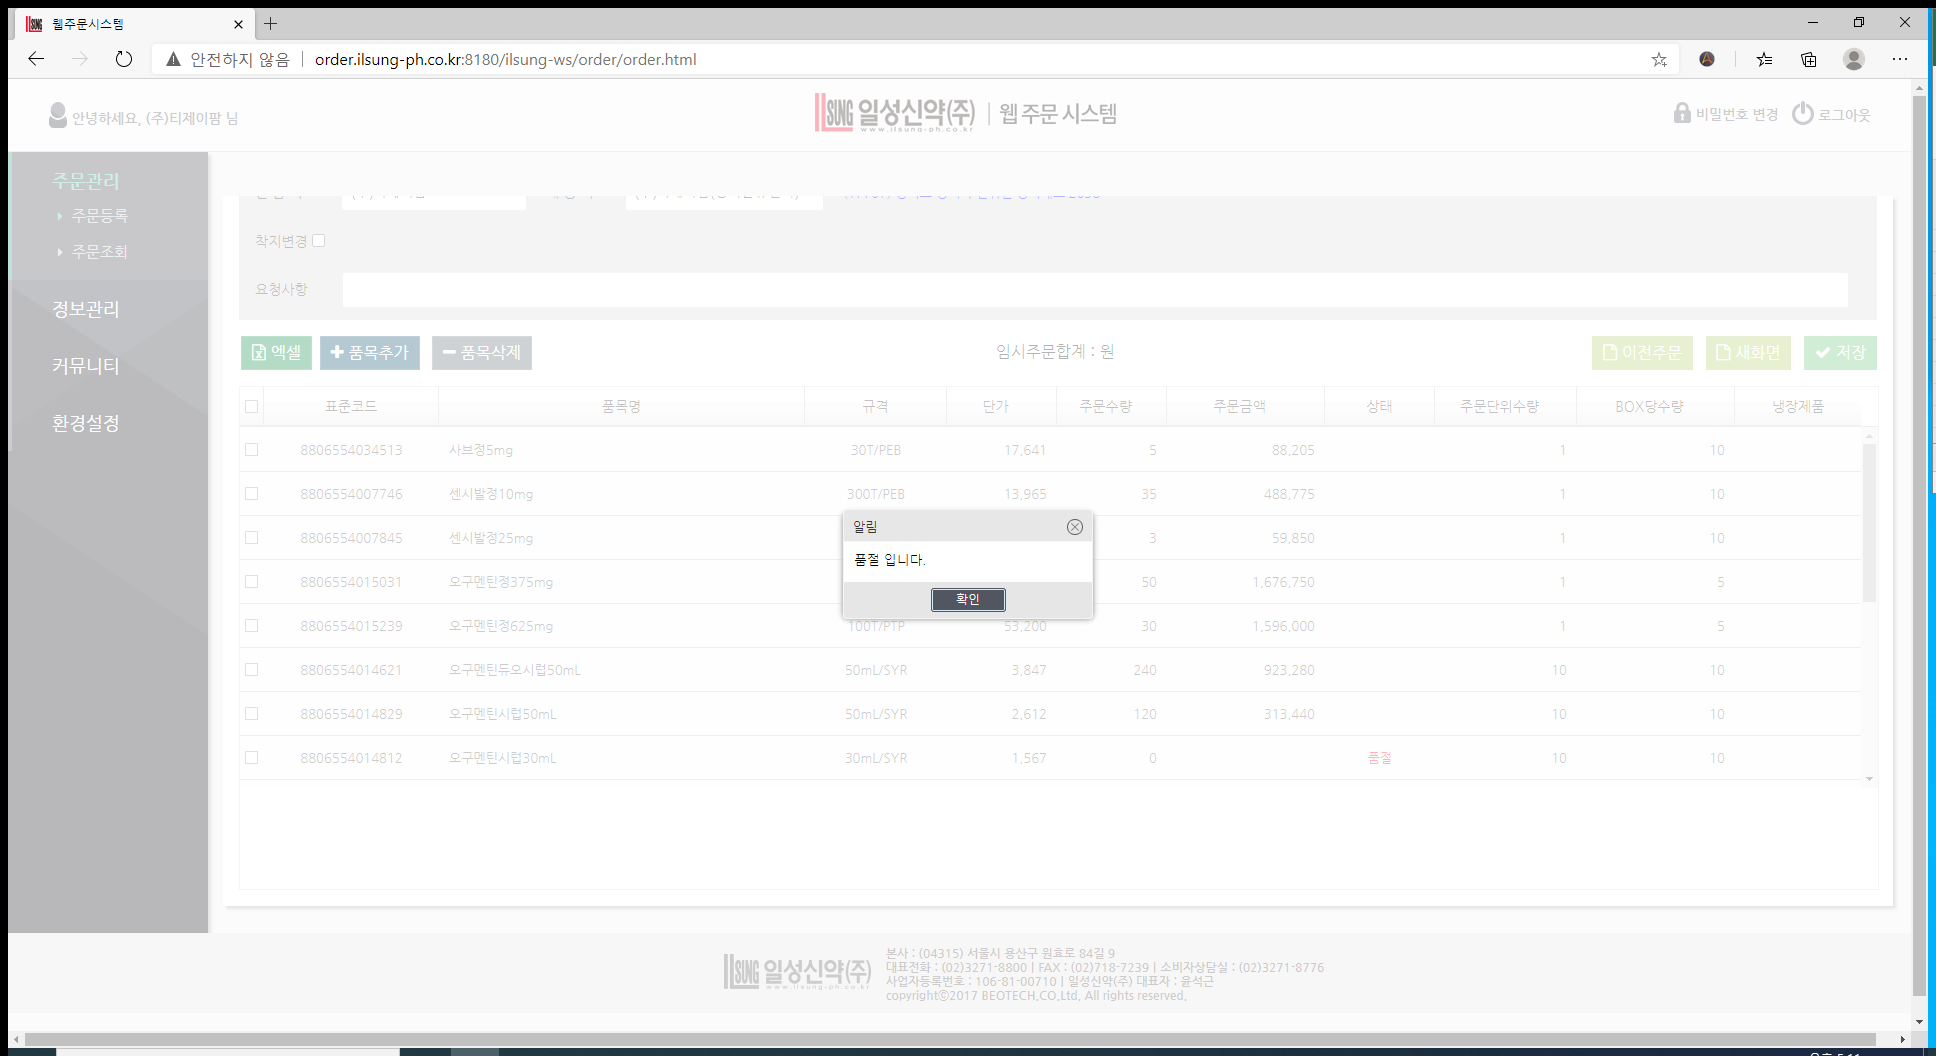 웹주문시스템
안전하지 않음 order.ilsung-ph.co.kr:8180/ilsung-ws/order/order.html
안녕하세요, (주)티제이팜 님
ILSUNG 일성신약(주) 웹 주문 시스템
www.ilsung-ph.co.kr
비밀번호 변경 로그아웃
주문관리
주문등록
주문조회
정보관리
커뮤니티
환경설정
착지변경
요청사항
엑셀 품목추가 품목삭제 임시주문합계 : 원 이전주문 새화면 저장
표준코드 품목명 규격 단가 주문수량 주문금액 상태 주문단위수량 BOX당수량 냉장제품
8806554034513 사브정5mg 30T/PEB 17,641 5 88,205 1 10
8806554007746 센시발정10mg 300T/PEB 13,965 35 488,775 1 10
8806554007845 센시발정25mg 3 59,850 1 10
8806554015031 오구멘틴정375mg 50 1,676,750 1 5
8806554015239 오구멘틴정625mg 100T/PTP 53,200 30 1,596,000 1 5
8806554014621 오구멘틴듀오시럽50mL 50mL/SYR 3,847 240 923,280 10 10
8806554014829 오구멘틴시럽50mL 50mL/SYR 2,612 120 313,440 10 10
8806554014812 오구멘틴시럽30mL 30mL/SYR 1,567 0 품절 10 10
알림
품절 입니다.
확인
ILSUNG 일성신약(주)
www.ilsung-ph.co.kr
본사 : (04315) 서울시 용산구 원효로 84길 9
대표전화 : (02)3271-8800 | FAX : (02)718-7239 | 소비자상담실 : (02)3271-8776
사업자등록번호 : 106-81-00710 | 일성신약(주) 대표자 : 윤석근
copyrightⓒ2017 BEOTECH.CO.Ltd, All rights reserved.